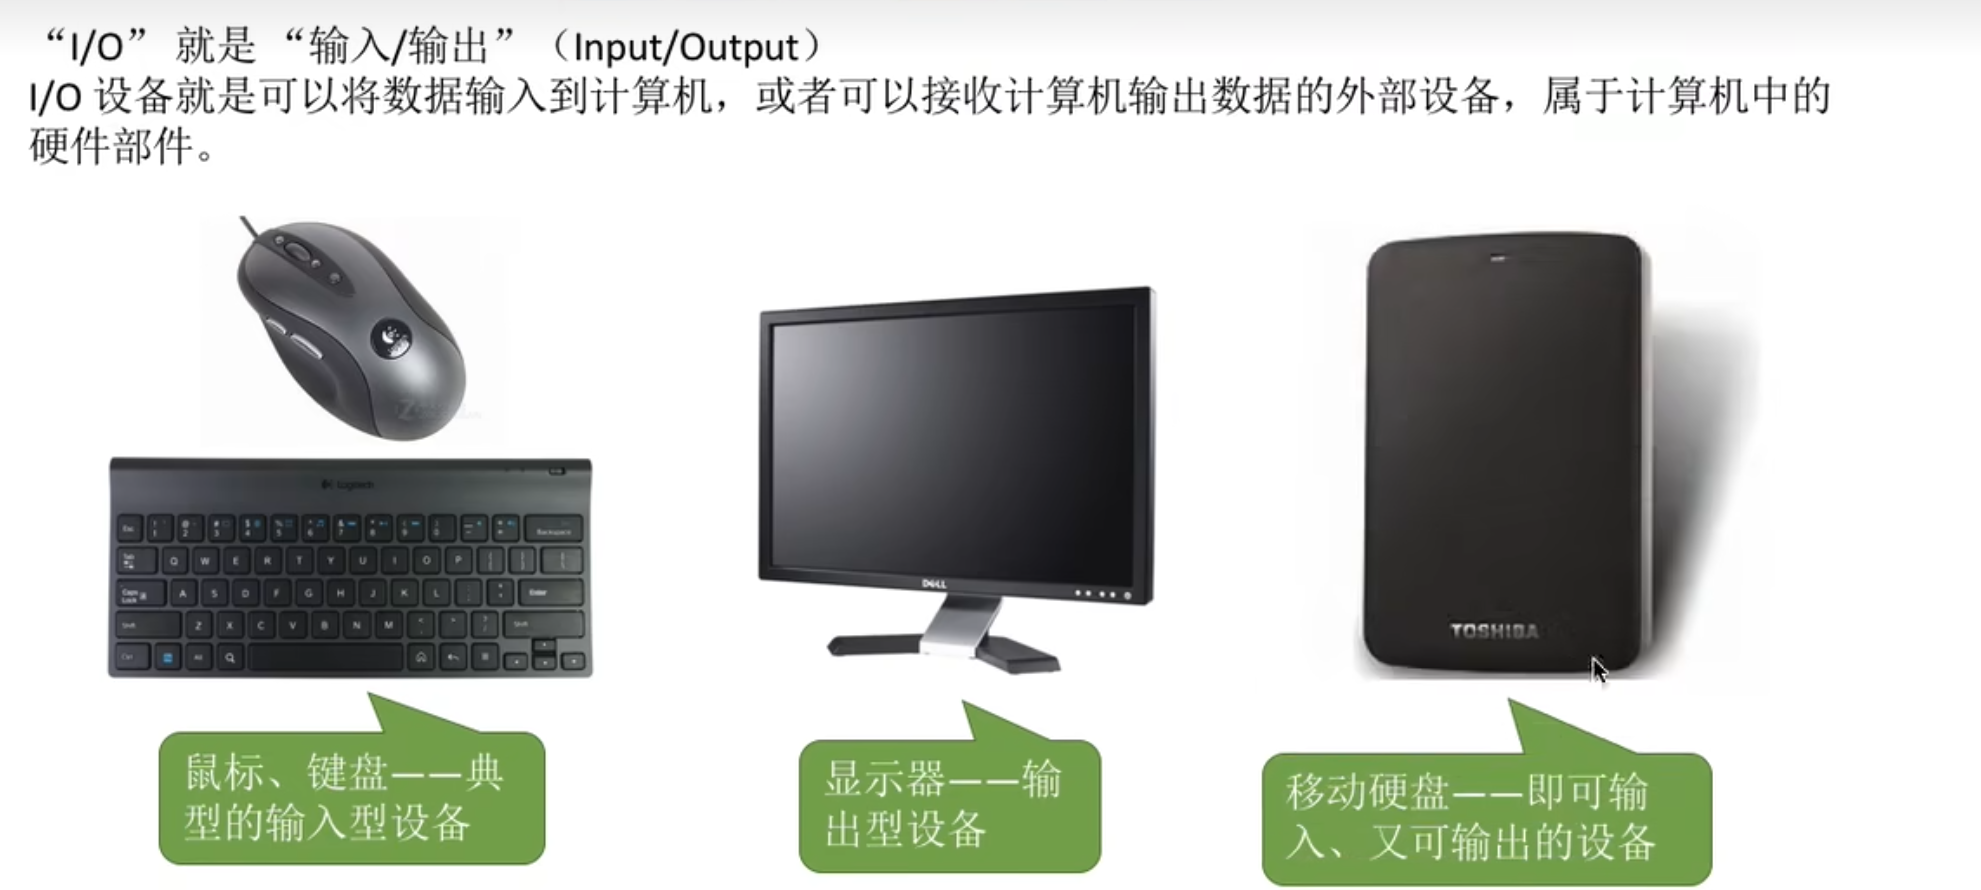 “I/O” 就是 “输入/输出” （Input/Output）
I/O 设备就是可以将数据输入到计算机，或者可以接收计算机输出数据的外部设备，属于计算机中的
硬件部件。
Logitech
Backspace
Q W E R T Y U I O P
A S D F G H J K L
Enter
Z X C V B N M
DELL
TOSHIBA
鼠标、键盘——典
型的输入型设备
显示器——输
出型设备
移动硬盘——即可输
入、又可输出的设备